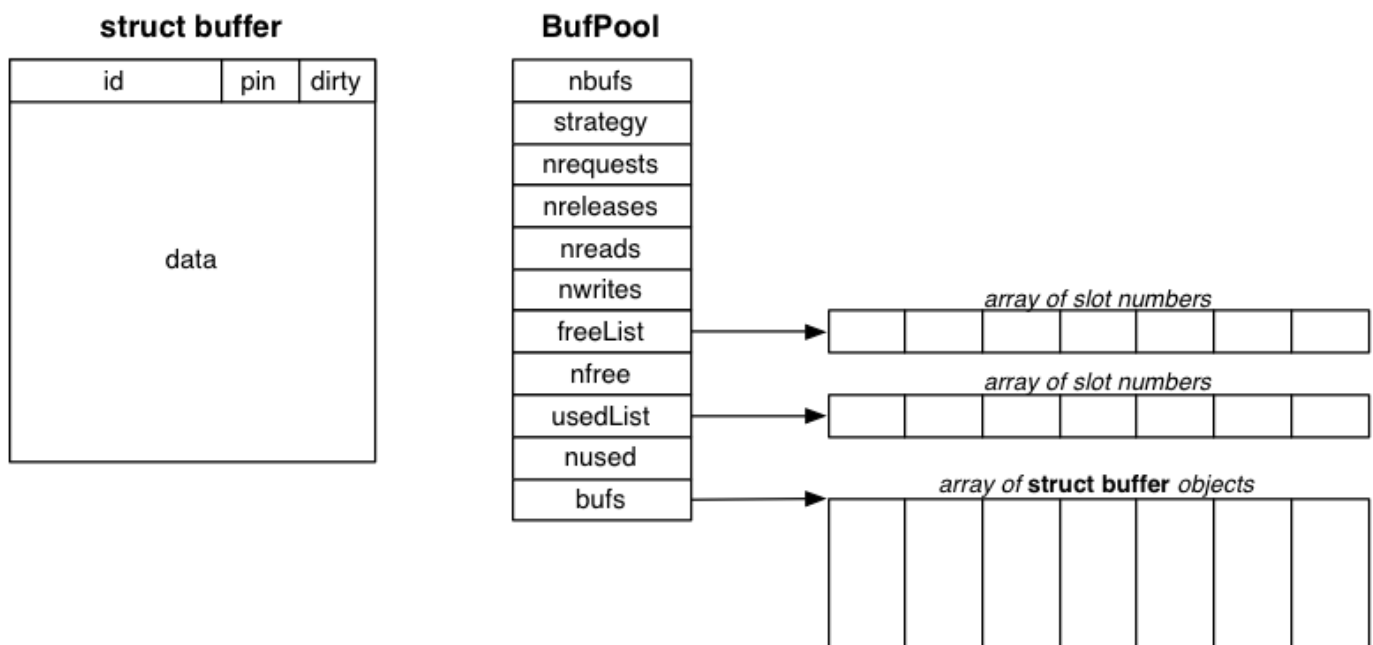 struct buffer
id pin dirty
data
BufPool
nbufs
strategy
nrequests
nreleases
nreads
nwrites
freeList
nfree
usedList
nused
bufs
array of slot numbers
array of slot numbers
array of struct buffer objects